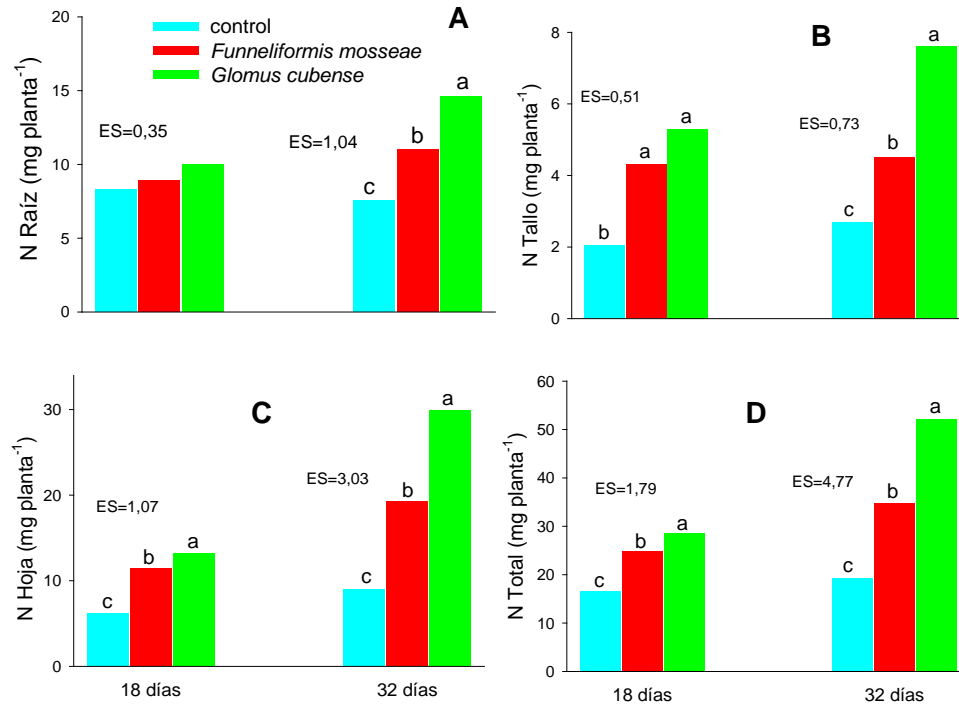 A
control
Funneliformis mosseae
Glomus cubense
N Raíz (mg planta⁻¹)
20
15
10
5
0
ES=0,35
ES=1,04
c
b
a
B
N Tallo (mg planta⁻¹)
8
6
4
2
0
ES=0,51
b
a
a
ES=0,73
c
b
a
C
N Hoja (mg planta⁻¹)
30
20
10
0
ES=1,07
c
b
a
ES=3,03
c
b
a
18 días
32 días
D
N Total (mg planta⁻¹)
60
50
40
30
20
10
0
ES=1,79
c
b
a
ES=4,77
c
b
a
18 días
32 días